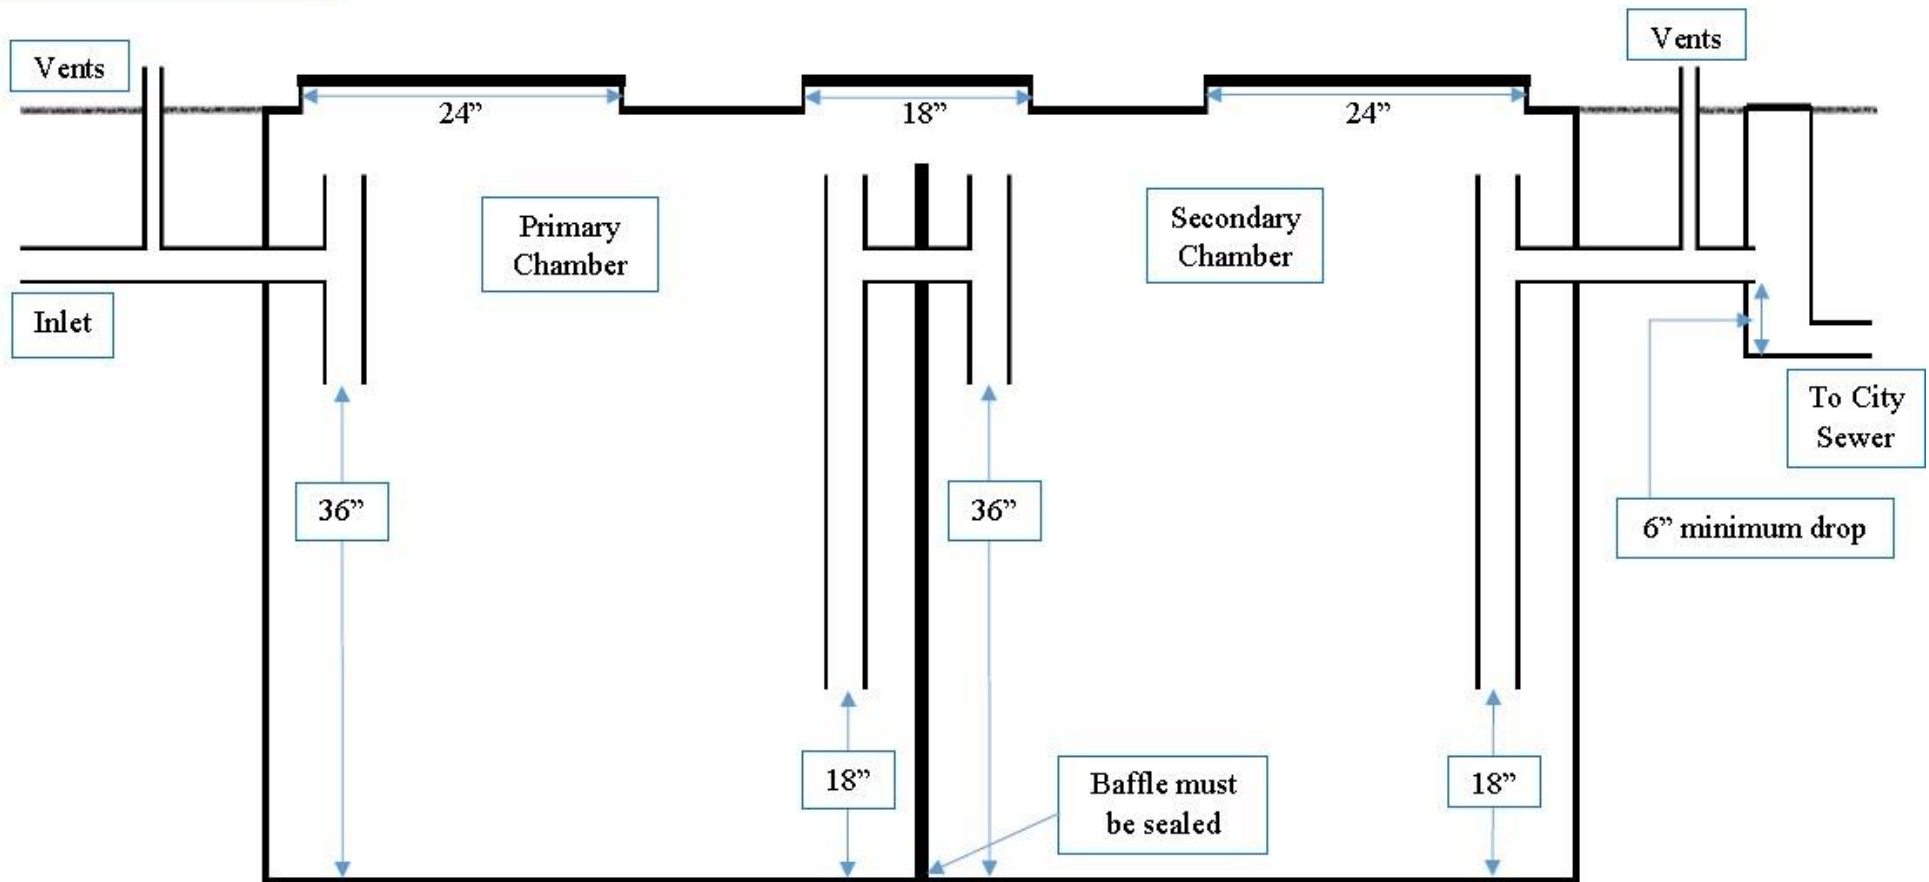 Vents
Vents
24”
18”
24”
Primary
Chamber
Secondary
Chamber
Inlet
To City
Sewer
36”
36”
6” minimum drop
18”
Baffle must
be sealed
18”